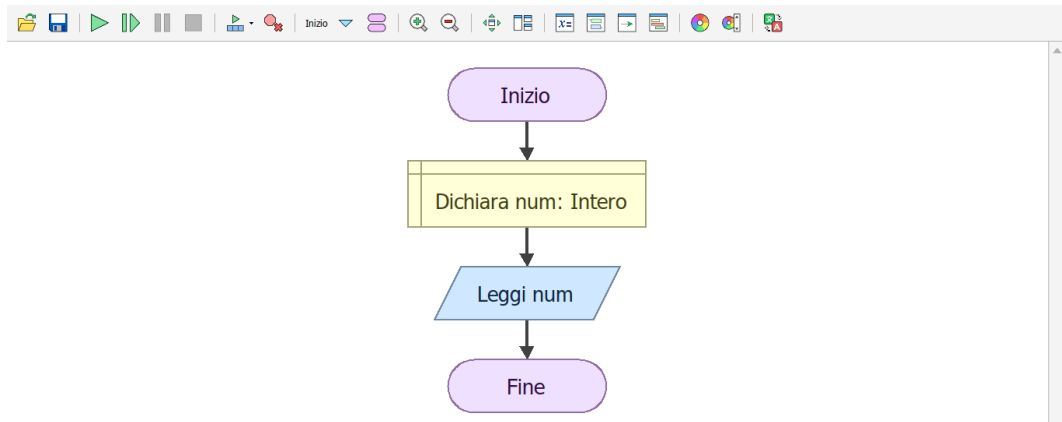 Inizio
x=
Inizio
Dichiara num: Intero
Leggi num
Fine